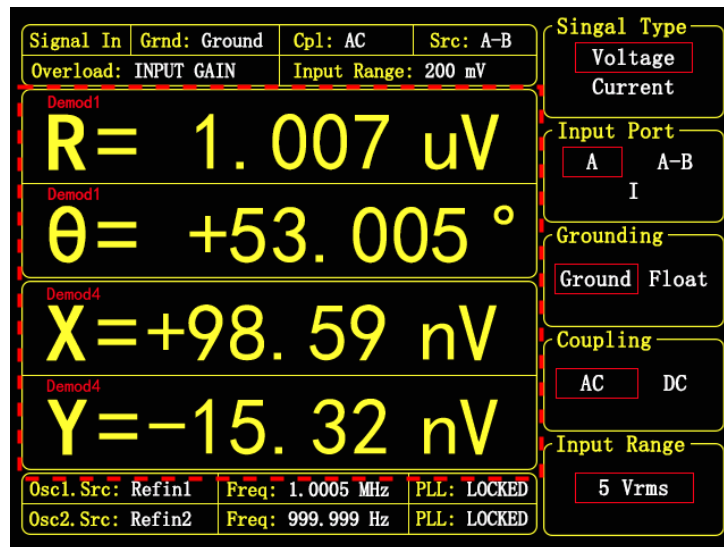 Signal In Grnd: Ground Cpl: AC Src: A-B
Overload: INPUT GAIN Input Range: 200 mV
Demod1
R= 1.007 uV
Demod1
θ= +53.005 °
Demod4
X=+98.59 nV
Demod4
Y=-15.32 nV
Osc1.Src: Refin1 Freq: 1.0005 MHz PLL: LOCKED
Osc2.Src: Refin2 Freq: 999.999 Hz PLL: LOCKED
Singal Type
Voltage
Current
Input Port
A A-B
I
Grounding
Ground Float
Coupling
AC DC
Input Range
5 Vrms